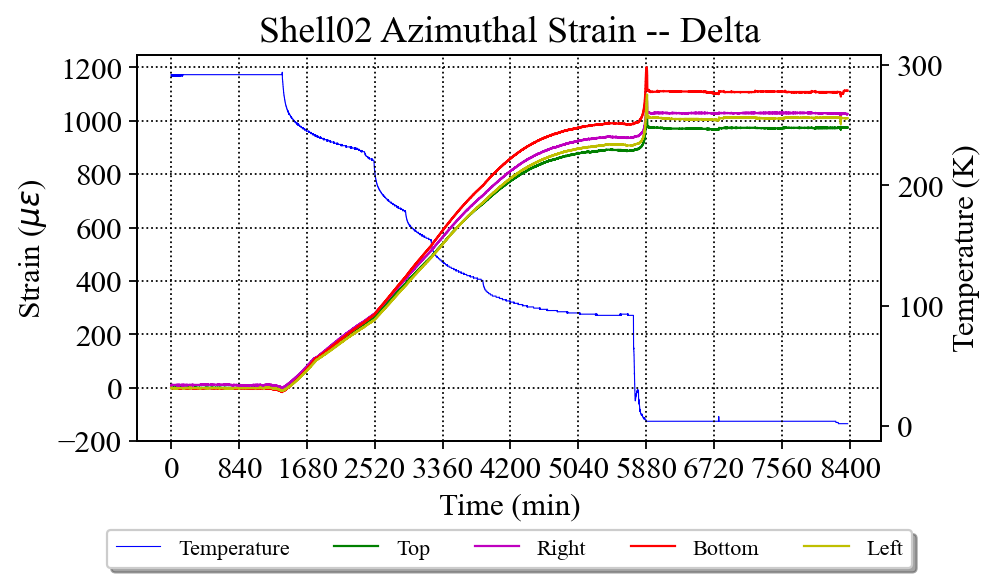 Shell02 Azimuthal Strain -- Delta
1200
1000
800
600
400
200
0
−200
Strain (με)
300
200
100
0
Temperature (K)
0 840 1680 2520 3360 4200 5040 5880 6720 7560 8400
Time (min)
Temperature Top Right Bottom Left